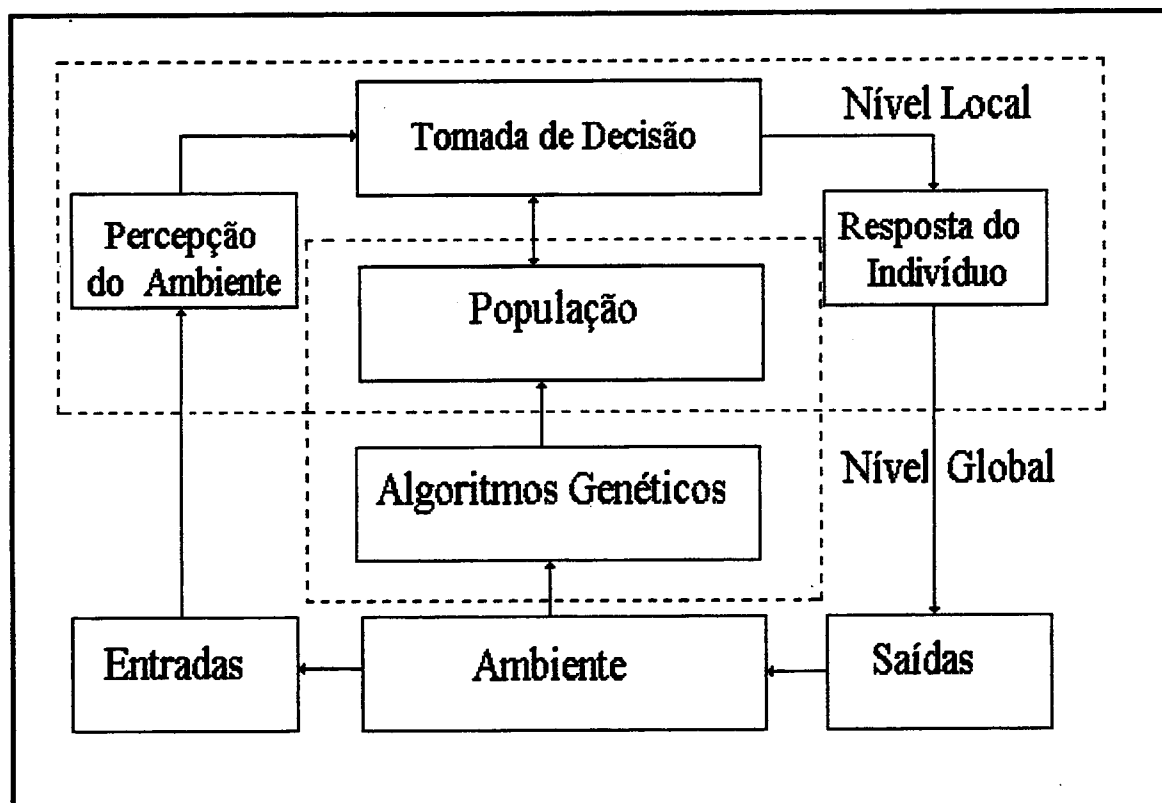 Tomada de Decisão
Nível Local
Percepção
do Ambiente
Resposta do
Indivíduo
População
Algoritmos Genéticos
Nível Global
Entradas
Ambiente
Saídas